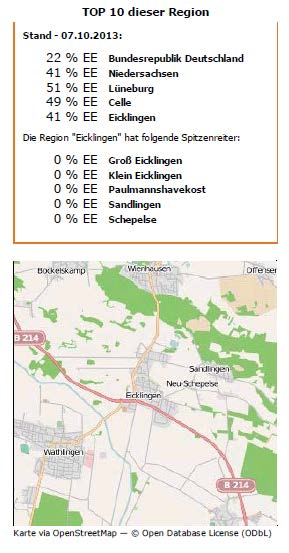 TOP 10 dieser Region
Stand - 07.10.2013:
22 % EE Bundesrepublik Deutschland
41 % EE Niedersachsen
51 % EE Lüneburg
49 % EE Celle
41 % EE Eicklingen
Die Region "Eicklingen" hat folgende Spitzenreiter:
0 % EE Groß Eicklingen
0 % EE Klein Eicklingen
0 % EE Paulmannshavekost
0 % EE Sandlingen
0 % EE Schepelse
Bockelskamp
Wienhausen
Offensen
B 214
Sandlingen
Neu-Schepelse
Eicklingen
Wathlingen
B 214
Karte via OpenStreetMap — © Open Database License (ODbL)